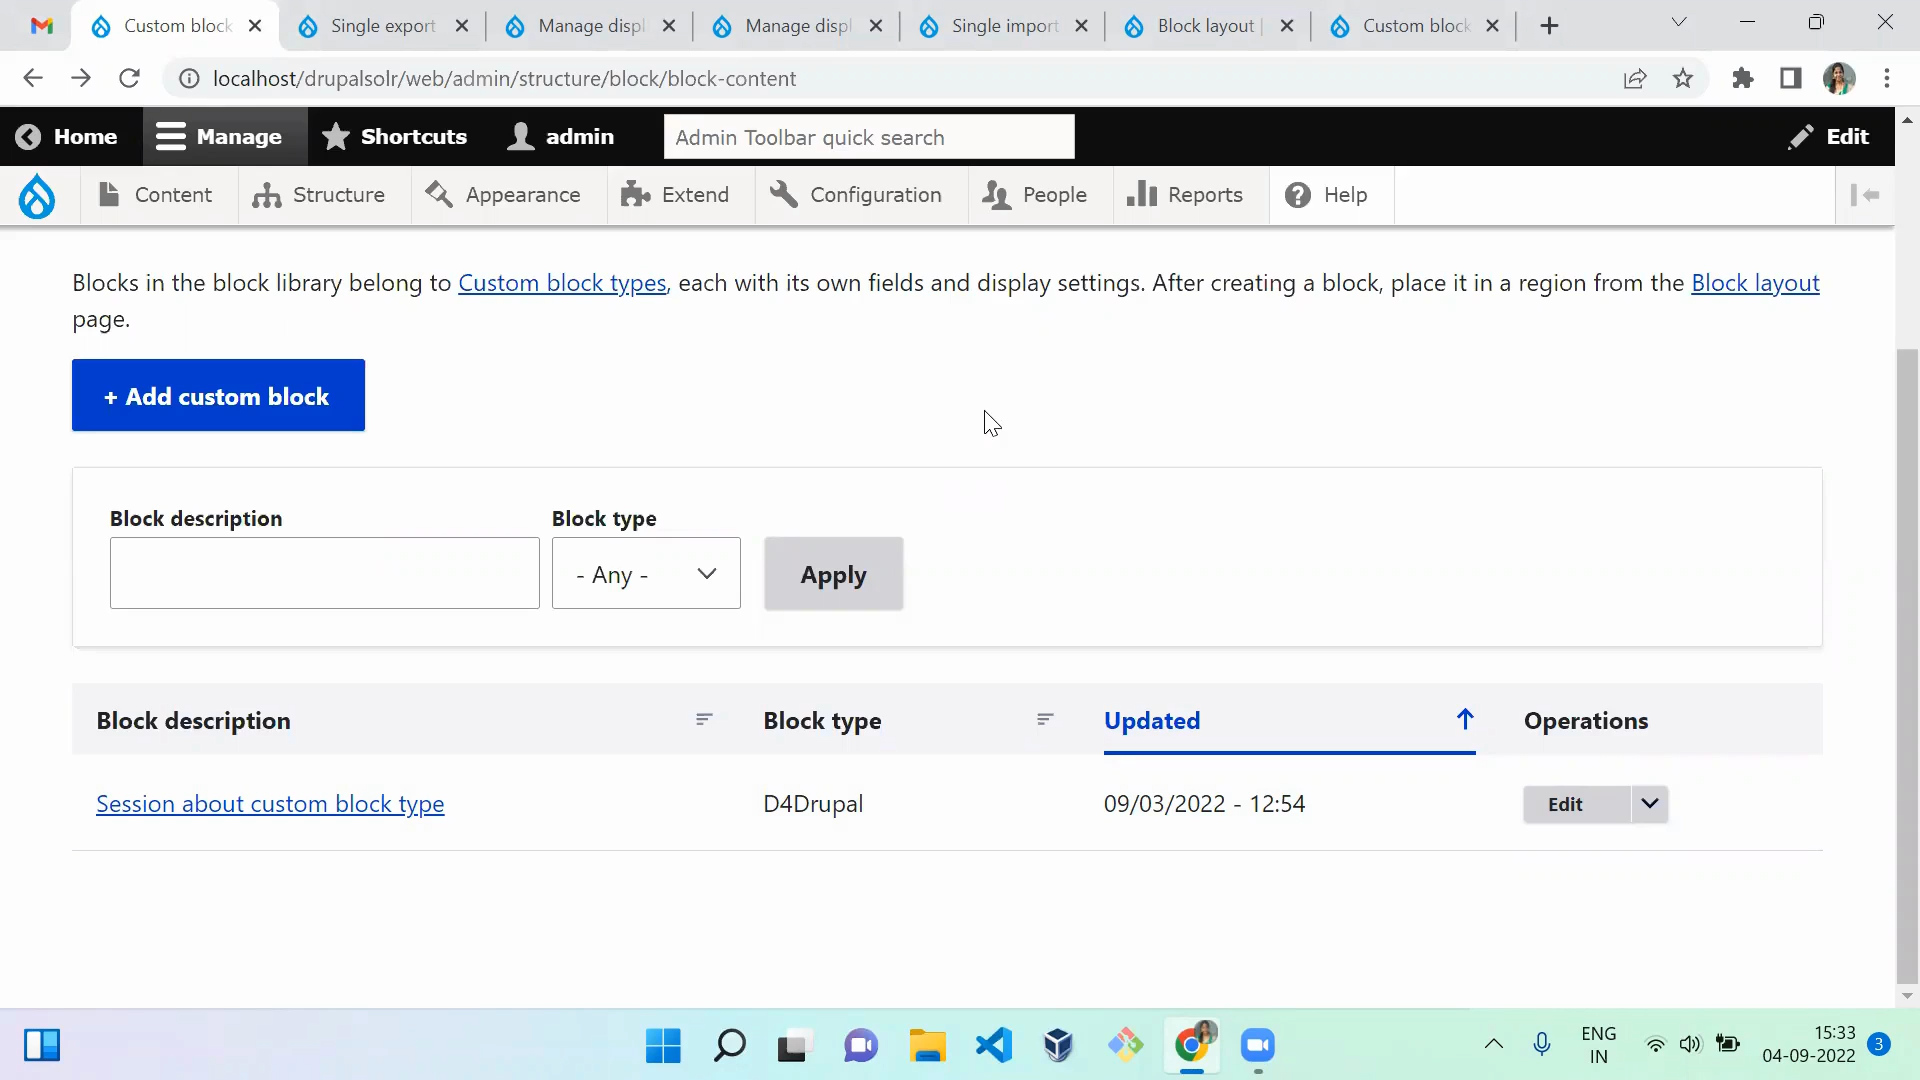 Custom block
Single export
Manage displ
Manage displ
Single import
Block layout |
Custom block
localhost/drupalsolr/web/admin/structure/block/block-content
Home
Manage
Shortcuts
admin
Admin Toolbar quick search
Edit
Content
Structure
Appearance
Extend
Configuration
People
Reports
Help
Blocks in the block library belong to Custom block types, each with its own fields and display settings. After creating a block, place it in a region from the Block layout
page.
+ Add custom block
Block description
Block type
- Any -
Apply
Block description
Block type
Updated
Operations
Session about custom block type
D4Drupal
09/03/2022 - 12:54
Edit
ENG
IN
15:33
04-09-2022
3